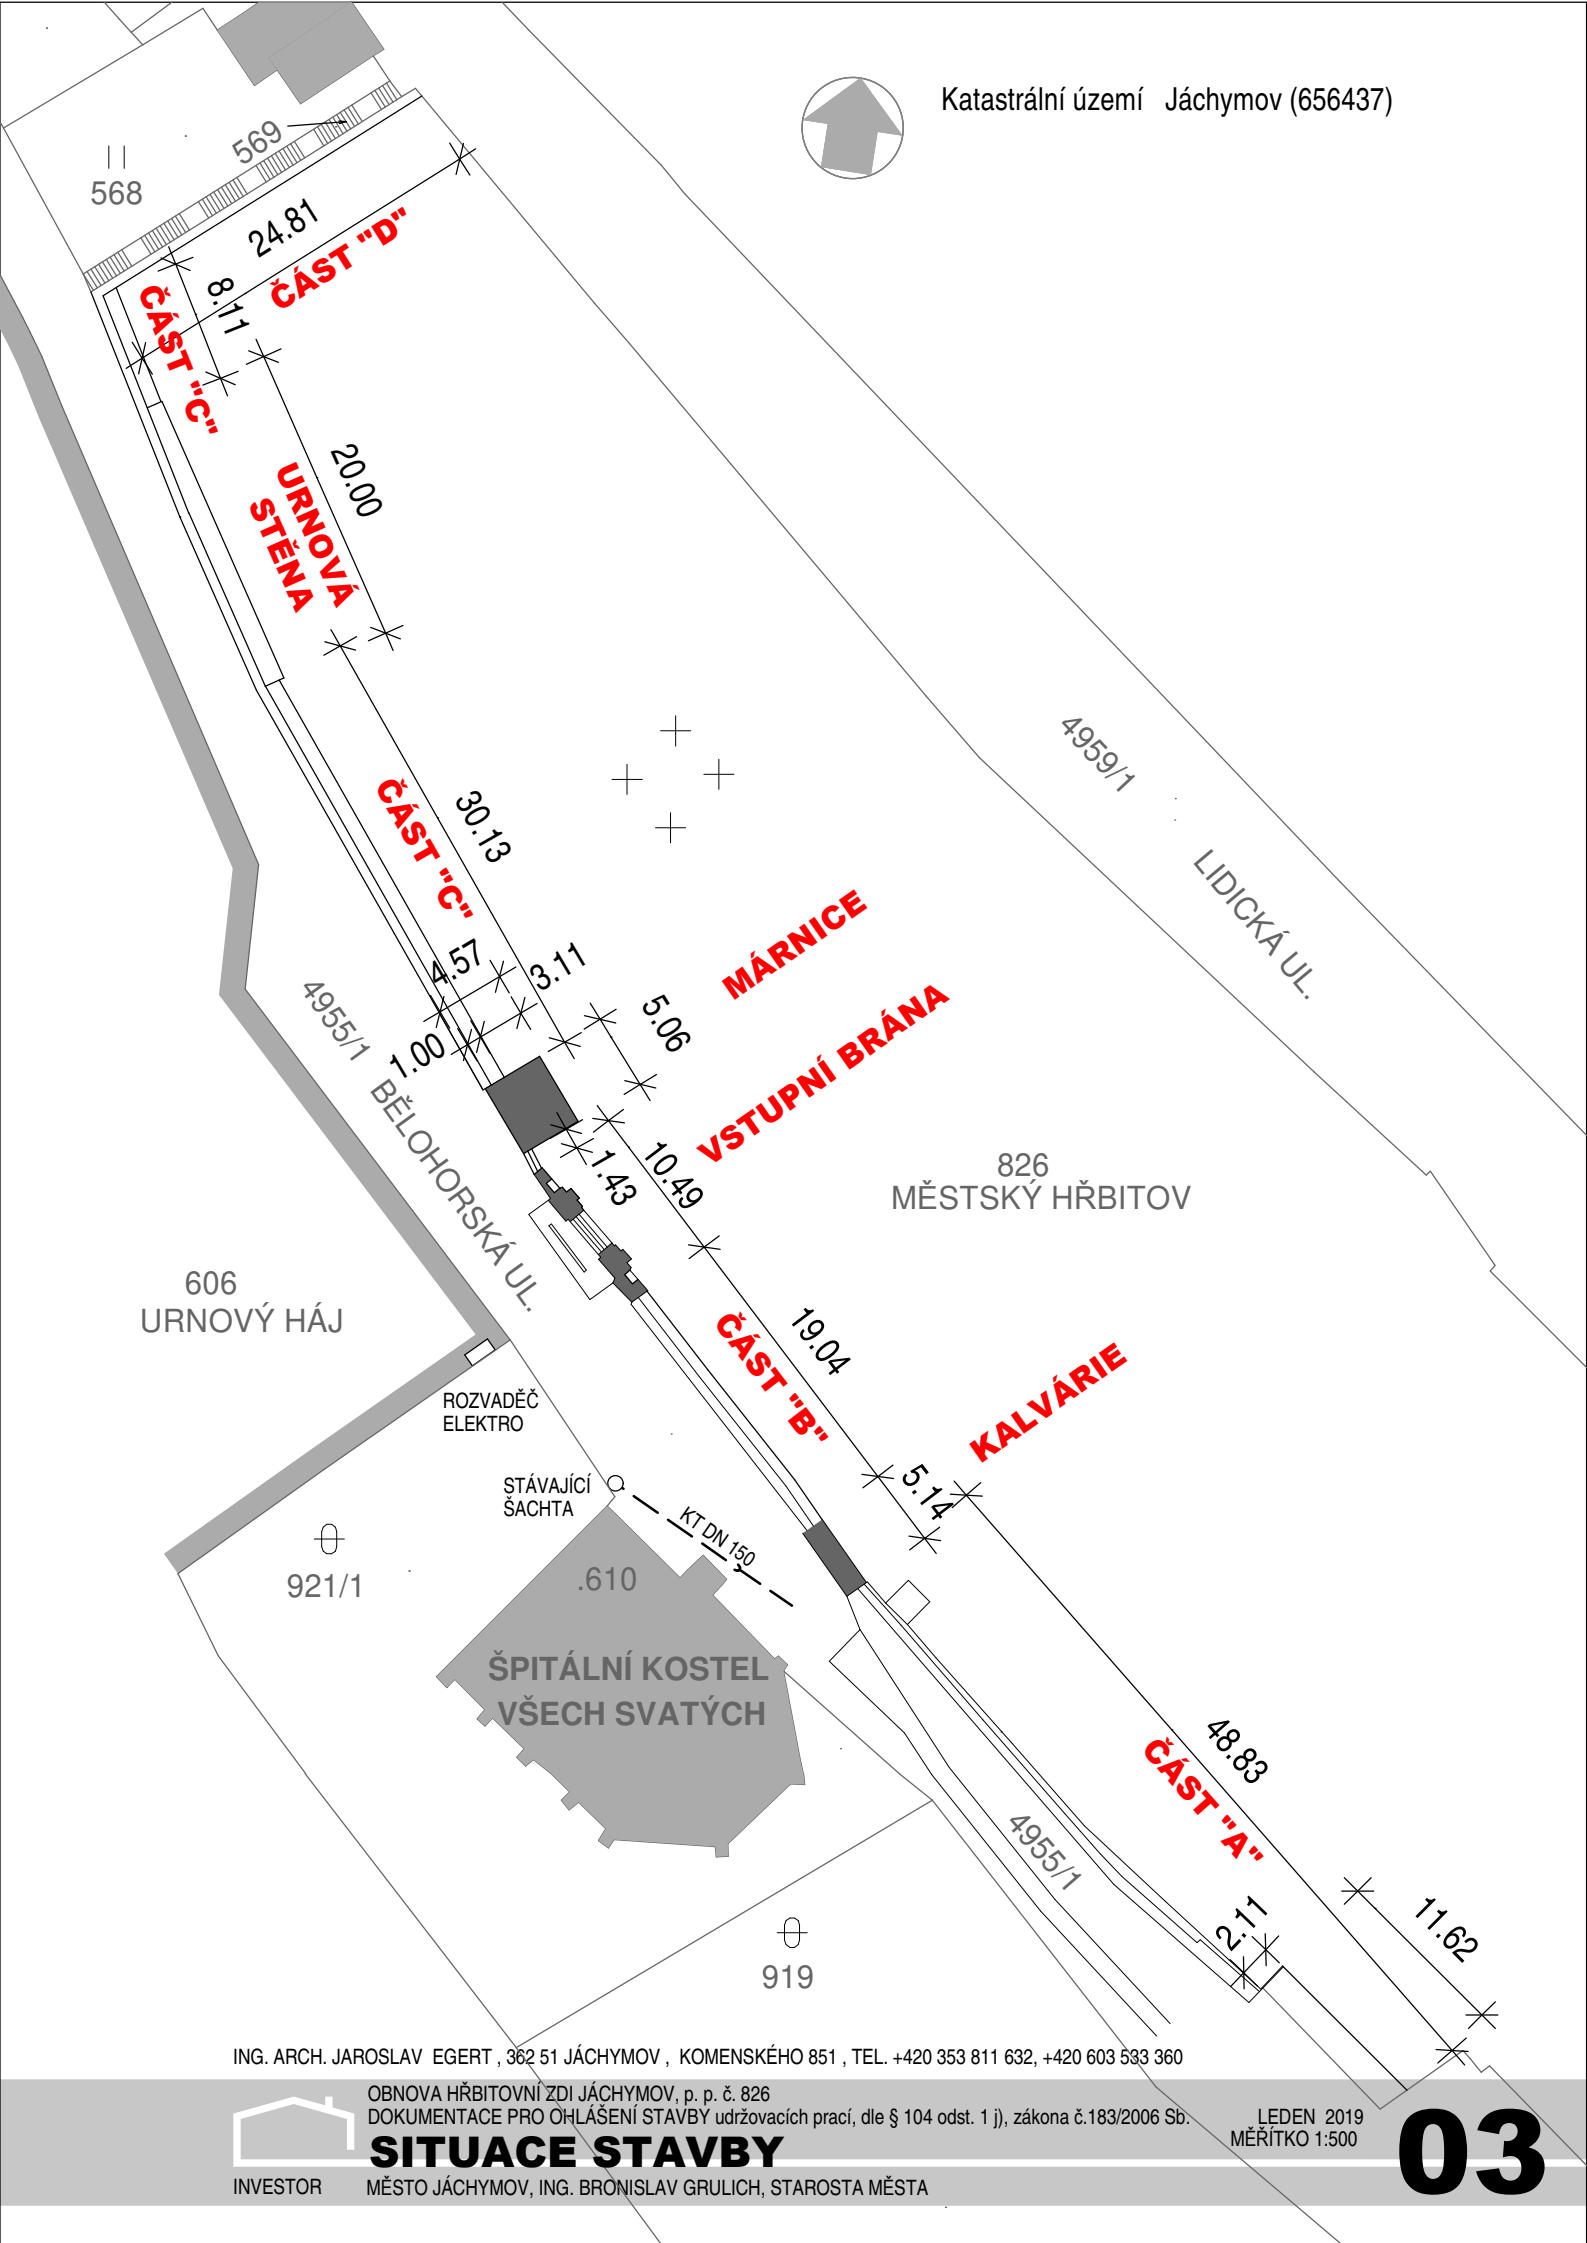 Katastrální území Jáchymov (656437)
569
568
24.81
ČÁST "D"
8.11
ČÁST "C"
20.00
URNOVÁ
STĚNA
30.13
ČÁST "C"
4959/1
LIDICKÁ UL.
MÁRNICE
4.57
3.11
5.06
1.00
VSTUPNÍ BRÁNA
4955/1
BĚLOHORSKÁ UL.
1.43
10.49
826
MĚSTSKÝ HŘBITOV
606
URNOVÝ HÁJ
19.04
ČÁST "B"
KALVÁRIE
ROZVADĚČ
ELEKTRO
STÁVAJÍCÍ
ŠACHTA
5.14
KT DN 150
921/1
.610
ŠPITÁLNÍ KOSTEL
VŠECH SVATÝCH
48.83
ČÁST "A"
4955/1
2.11
11.62
919
ING. ARCH. JAROSLAV EGERT , 362 51 JÁCHYMOV , KOMENSKÉHO 851 , TEL. +420 353 811 632, +420 603 533 360
OBNOVA HŘBITOVNÍ ZDI JÁCHYMOV, p. p. č. 826
DOKUMENTACE PRO OHLÁŠENÍ STAVBY udržovacích prací, dle § 104 odst. 1 j), zákona č.183/2006 Sb.
LEDEN 2019
MĚŘÍTKO 1:500
SITUACE STAVBY
03
INVESTOR MĚSTO JÁCHYMOV, ING. BRONISLAV GRULICH, STAROSTA MĚSTA